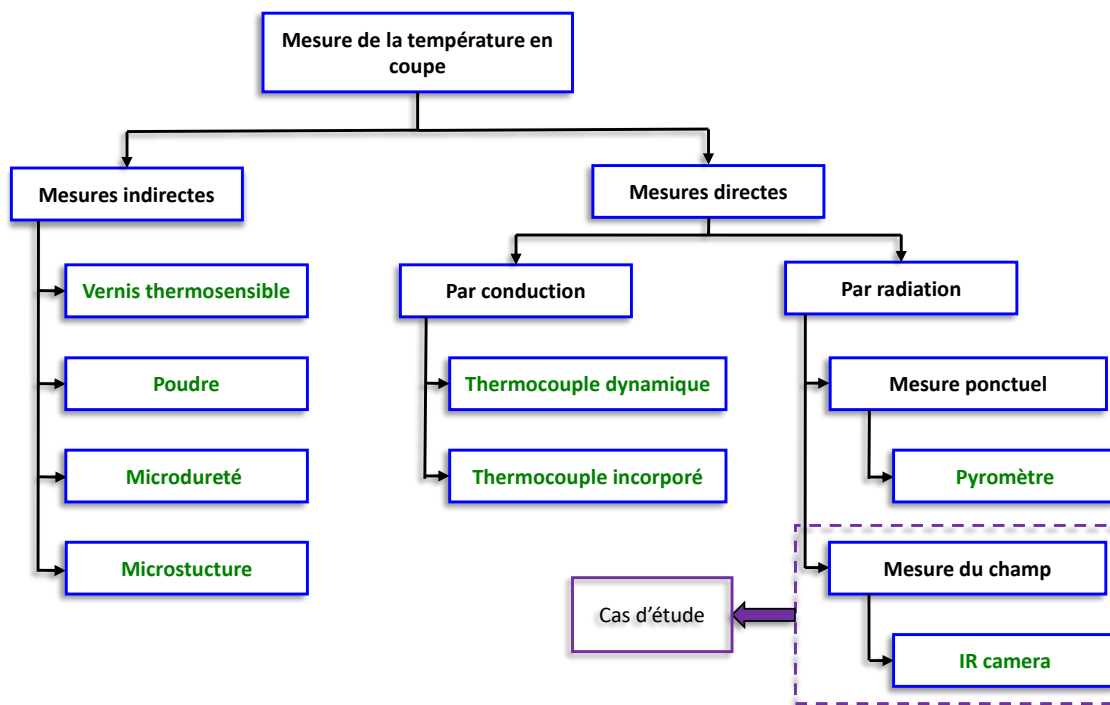 Mesure de la température en
coupe
Mesures indirectes
Mesures directes
Vernis thermosensible
Poudre
Microdureté
Microstucture
Par conduction
Thermocouple dynamique
Thermocouple incorporé
Par radiation
Mesure ponctuel
Pyromètre
Mesure du champ
IR camera
Cas d’étude